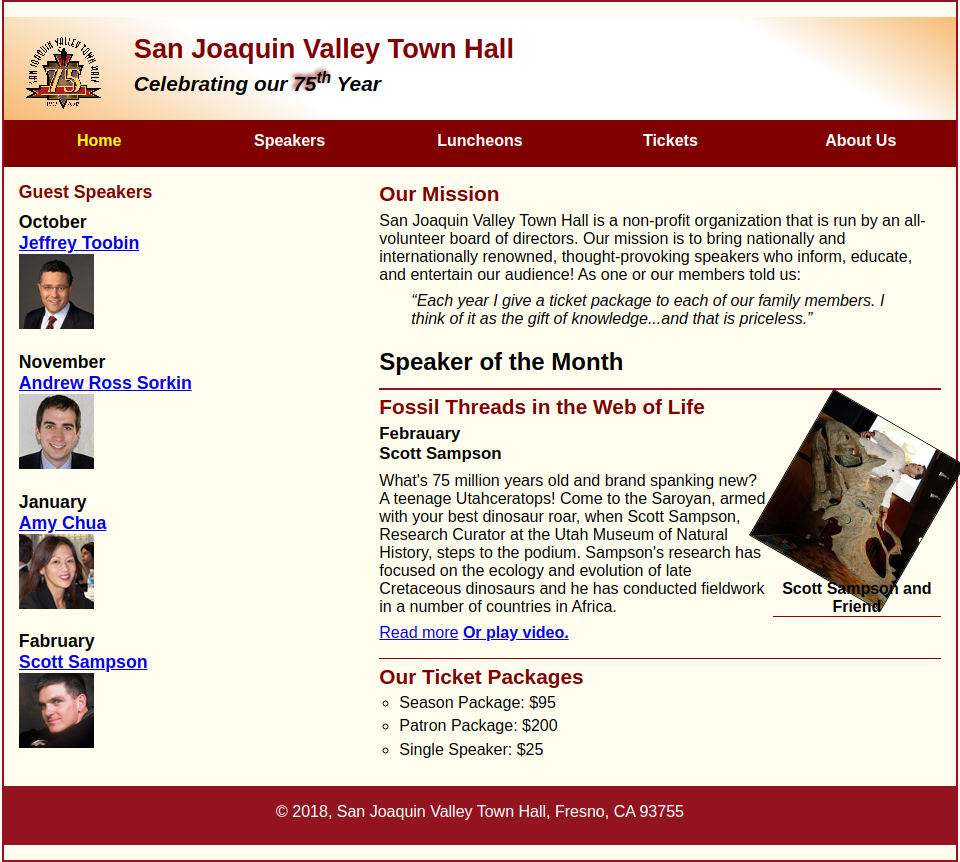 SAN JOAQUIN VALLEY TOWN HALL
75
San Joaquin Valley Town Hall
Celebrating our 75th Year
Home Speakers Luncheons Tickets About Us
Guest Speakers
October
Jeffrey Toobin
November
Andrew Ross Sorkin
January
Amy Chua
Fabruary
Scott Sampson
Our Mission
San Joaquin Valley Town Hall is a non-profit organization that is run by an all-
volunteer board of directors. Our mission is to bring nationally and
internationally renowned, thought-provoking speakers who inform, educate,
and entertain our audience! As one or our members told us:
“Each year I give a ticket package to each of our family members. I
think of it as the gift of knowledge...and that is priceless.”
Speaker of the Month
Fossil Threads in the Web of Life
Febrauary
Scott Sampson
What's 75 million years old and brand spanking new?
A teenage Utahceratops! Come to the Saroyan, armed
with your best dinosaur roar, when Scott Sampson,
Research Curator at the Utah Museum of Natural
History, steps to the podium. Sampson's research has
focused on the ecology and evolution of late
Cretaceous dinosaurs and he has conducted fieldwork
in a number of countries in Africa.
Read more Or play video.
Scott Sampson and
Friend
Our Ticket Packages
Season Package: $95
Patron Package: $200
Single Speaker: $25
© 2018, San Joaquin Valley Town Hall, Fresno, CA 93755